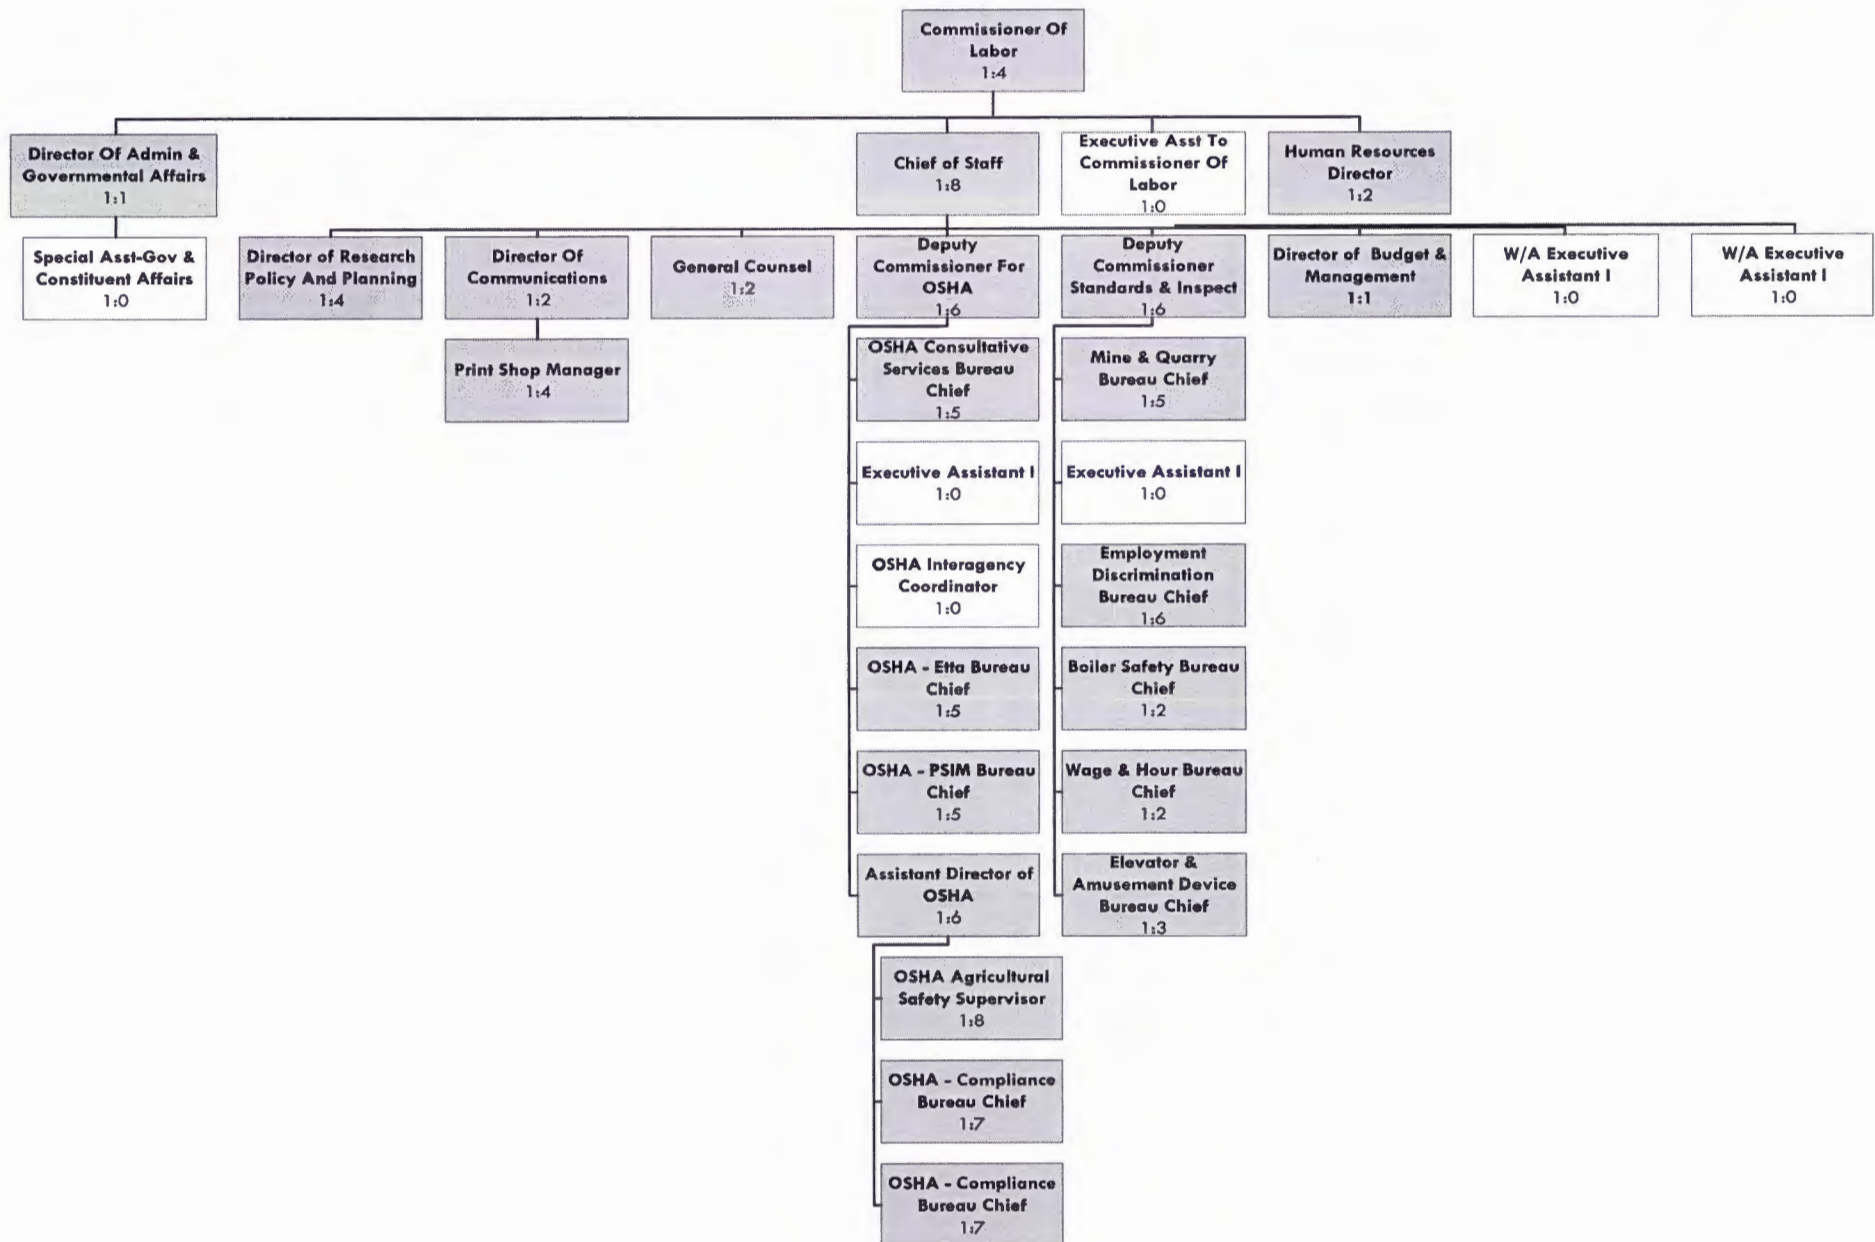 Commissioner Of
Labor
1:4
Director Of Admin &
Governmental Affairs
1:1
Chief of Staff
1:8
Executive Asst To
Commissioner Of
Labor
1:0
Human Resources
Director
1:2
Special Asst-Gov &
Constituent Affairs
1:0
Director of Research
Policy And Planning
1:4
Director Of
Communications
1:2
General Counsel
1:2
Deputy
Commissioner For
OSHA
1:6
Deputy
Commissioner
Standards & Inspect
1:6
Director of Budget &
Management
1:1
W/A Executive
Assistant I
1:0
W/A Executive
Assistant I
1:0
Print Shop Manager
1:4
OSHA Consultative
Services Bureau
Chief
1:5
Executive Assistant I
1:0
OSHA Interagency
Coordinator
1:0
OSHA - Etta Bureau
Chief
1:5
OSHA - PSIM Bureau
Chief
1:5
Assistant Director of
OSHA
1:6
OSHA Agricultural
Safety Supervisor
1:8
OSHA - Compliance
Bureau Chief
1:7
OSHA - Compliance
Bureau Chief
1:7
Mine & Quarry
Bureau Chief
1:5
Executive Assistant I
1:0
Employment
Discrimination
Bureau Chief
1:6
Boiler Safety Bureau
Chief
1:2
Wage & Hour Bureau
Chief
1:2
Elevator &
Amusement Device
Bureau Chief
1:3